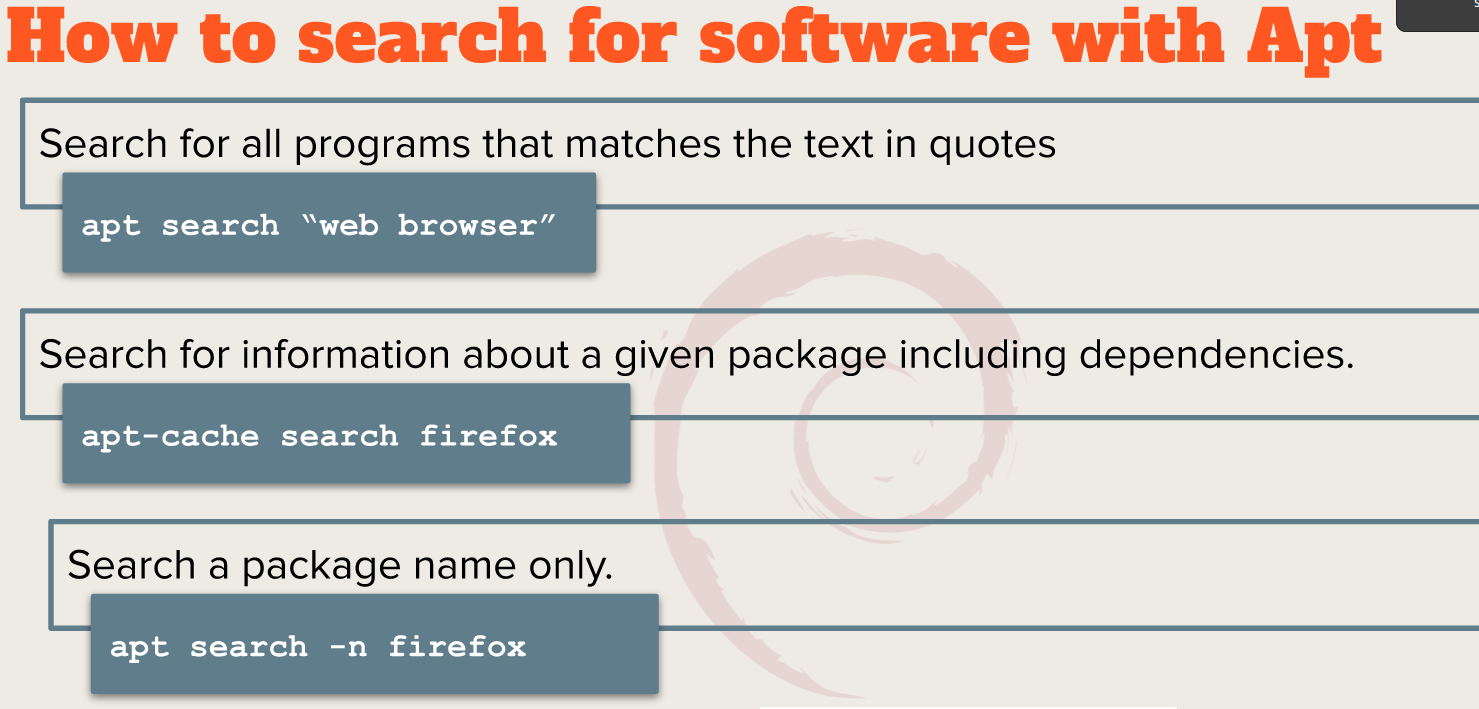 How to search for software with Apt
Search for all programs that matches the text in quotes
apt search “web browser”
Search for information about a given package including dependencies.
apt-cache search firefox
Search a package name only.
apt search -n firefox